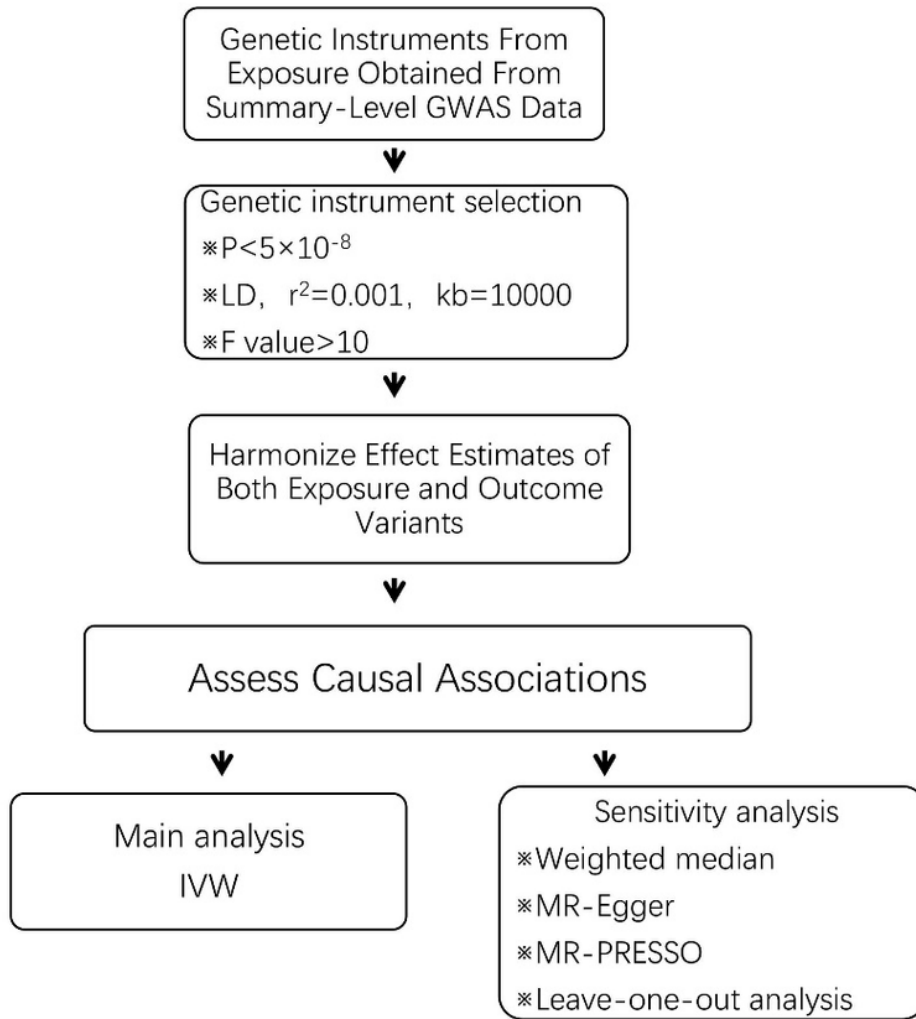 Genetic Instruments From
Exposure Obtained From
Summary-Level GWAS Data
Genetic instrument selection
※P<5×10⁻⁸
※LD, r²=0.001, kb=10000
※F value>10
Harmonize Effect Estimates of
Both Exposure and Outcome
Variants
Assess Causal Associations
Main analysis
IVW
Sensitivity analysis
※Weighted median
※MR-Egger
※MR-PRESSO
※Leave-one-out analysis